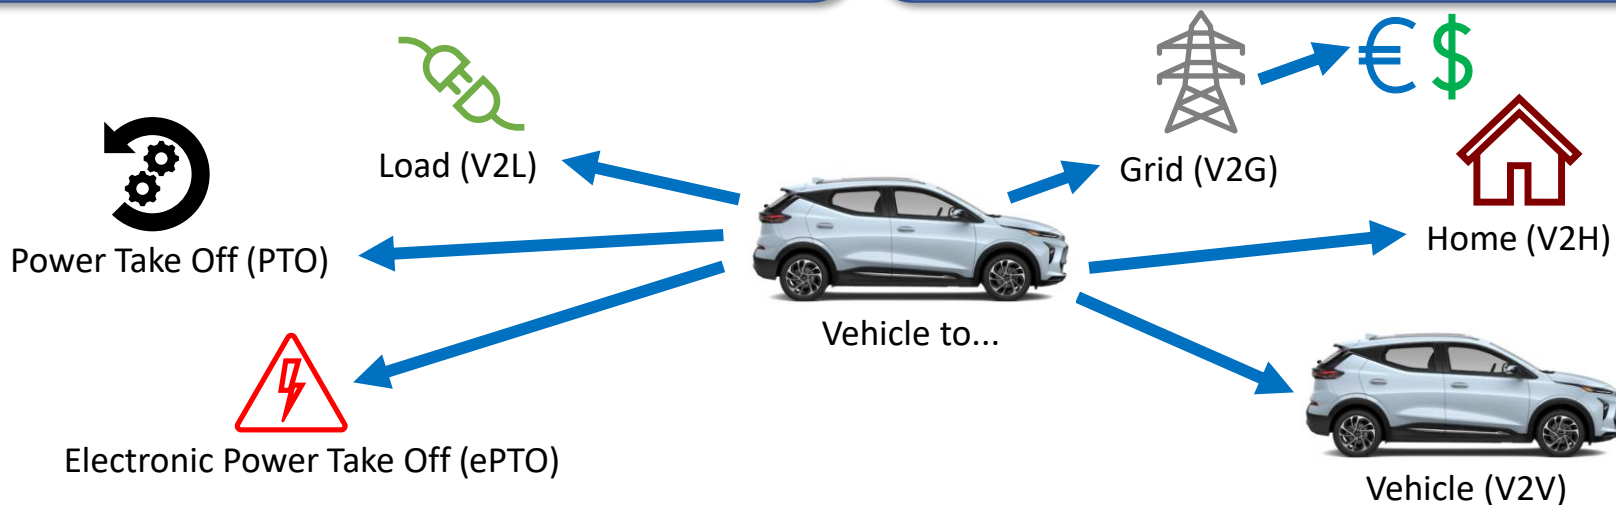 € $
Load (V2L)
Grid (V2G)
Power Take Off (PTO)
Home (V2H)
Vehicle to...
Electronic Power Take Off (ePTO)
Vehicle (V2V)